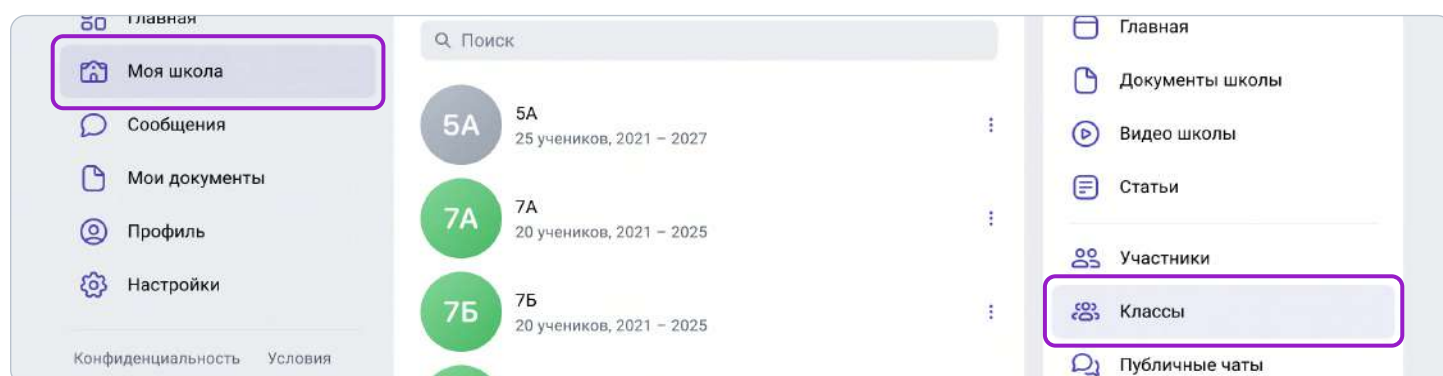 Главная
Моя школа
Сообщения
Мои документы
Профиль
Настройки
Конфиденциальность Условия
Поиск
5А
5А
25 учеников, 2021 – 2027
7А
7А
20 учеников, 2021 – 2025
7Б
7Б
20 учеников, 2021 – 2025
Главная
Документы школы
Видео школы
Статьи
Участники
Классы
Публичные чаты